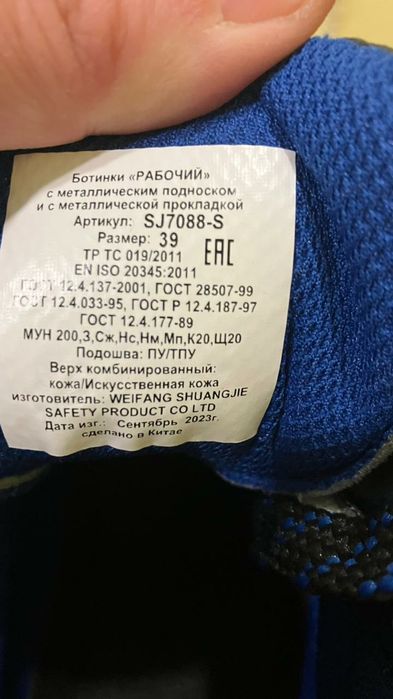 Ботинки «РАБОЧИЙ»
с металлическим подноском
и с металической прокладкой
Артикул: SJ7088-S
Размер: 39
ТР ТС 019/2011
EAC
EN ISO 20345:2011
ГОСТ 12.4.137-2001, ГОСТ 28507-99
ГОСТ 12.4.033-95, ГОСТ Р 12.4.187-97
ГОСТ 12.4.177-89
МУН 200,З,Сж,Нс,Нм,Мп,К20,Щ20
Подошва: ПУ/ТПУ
Верх комбинированный:
кожа/Искусственная кожа
изготовитель: WEIFANG SHUANGJIE
SAFETY PRODUCT CO LTD
Дата изг.: Сентябрь 2023г.
сделано в Китае